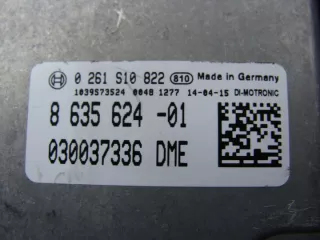 0 261 S10 822 810 Made in Germany
1039S73524 0048 1277 14-04-15 DI-MOTRONIC
8 635 624 -01
030037336 DME